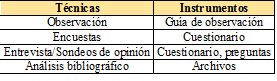 Técnicas Instrumentos
Observación Guía de observación
Encuestas Cuestionario
Entrevista/Sondeos de opinión Cuestionario, preguntas
Análisis bibliográfico Archivos